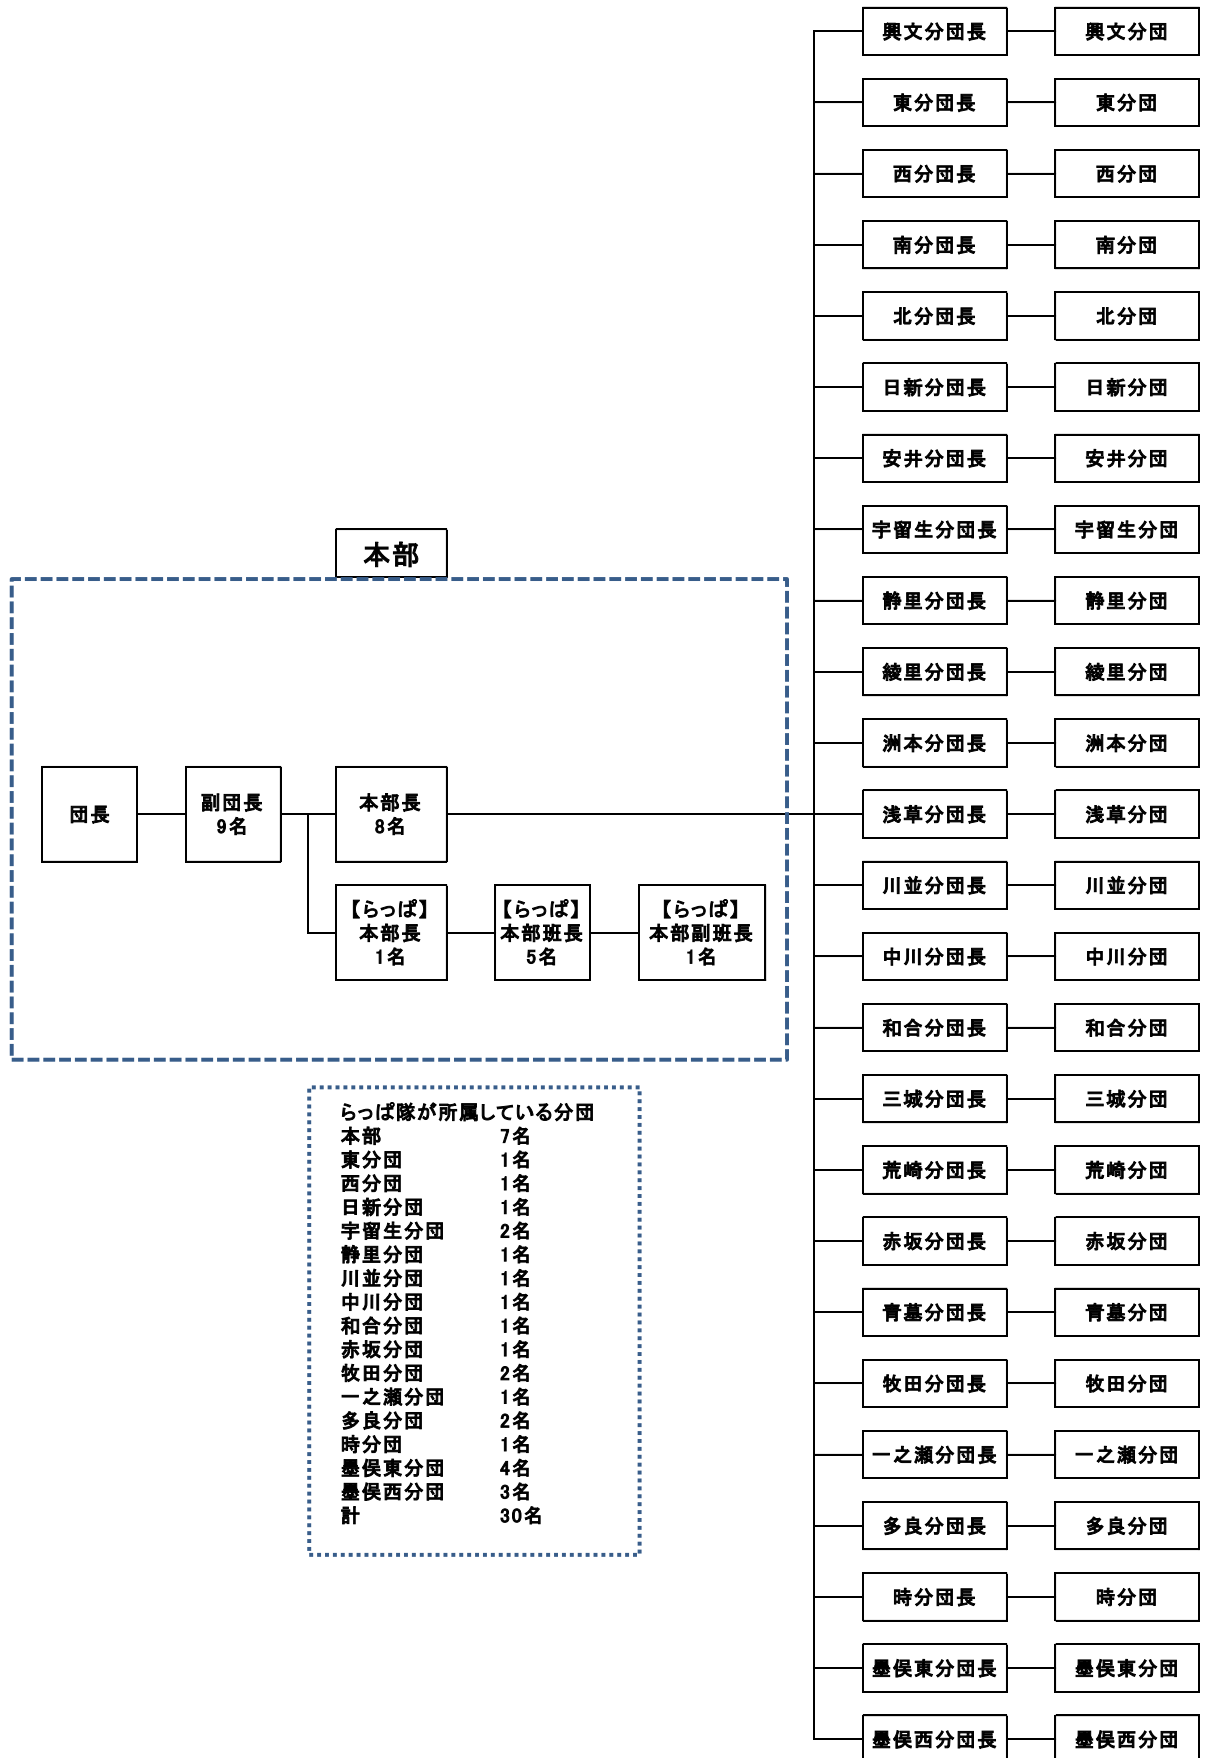 興文分団長 興文分団
東分団長 東分団
西分団長 西分団
南分団長 南分団
北分団長 北分団
日新分団長 日新分団
安井分団長 安井分団
宇留生分団長 宇留生分団
静里分団長 静里分団
綾里分団長 綾里分団
洲本分団長 洲本分団
浅草分団長 浅草分団
川並分団長 川並分団
中川分団長 中川分団
和合分団長 和合分団
三城分団長 三城分団
荒崎分団長 荒崎分団
赤坂分団長 赤坂分団
青墓分団長 青墓分団
牧田分団長 牧田分団
一之瀬分団長 一之瀬分団
多良分団長 多良分団
時分団長 時分団
墨俣東分団長 墨俣東分団
墨俣西分団長 墨俣西分団
本部
団長
副団長
9名
本部長
8名
【らっぱ】
本部長
1名
【らっぱ】
本部班長
5名
【らっぱ】
本部副班長
1名
らっぱ隊が所属している分団
本部 7名
東分団 1名
西分団 1名
日新分団 1名
宇留生分団 2名
静里分団 1名
川並分団 1名
中川分団 1名
和合分団 1名
赤坂分団 1名
牧田分団 2名
一之瀬分団 1名
多良分団 2名
時分団 1名
墨俣東分団 4名
墨俣西分団 3名
計 30名